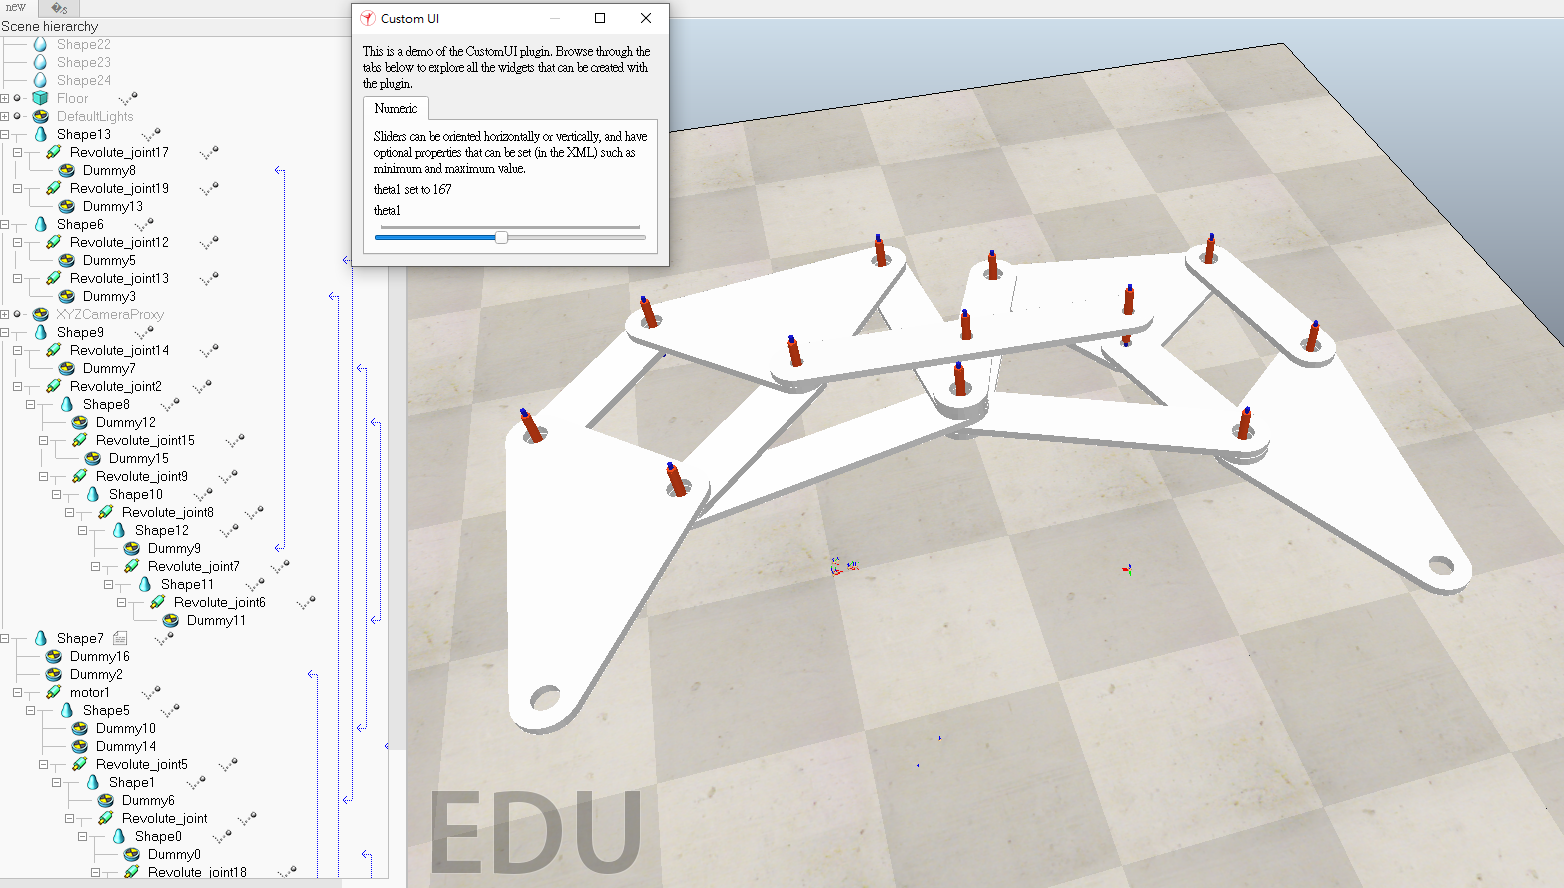 new
Scene hierarchy
Shape22
Shape23
Shape24
Floor
DefaultLights
Shape13
Revolute_joint17
Dummy8
Revolute_joint19
Dummy13
Shape6
Revolute_joint12
Dummy5
Revolute_joint13
Dummy3
XYZCameraProxy
Shape9
Revolute_joint14
Dummy7
Revolute_joint2
Shape8
Dummy12
Revolute_joint15
Dummy15
Revolute_joint9
Shape10
Revolute_joint8
Shape12
Dummy9
Revolute_joint7
Shape11
Revolute_joint6
Dummy11
Shape7
Dummy16
Dummy2
motor1
Shape5
Dummy10
Dummy14
Revolute_joint5
Shape1
Dummy6
Revolute_joint
Shape0
Dummy0
Revolute_joint18
Custom UI
This is a demo of the CustomUI plugin. Browse through the
tabs below to explore all the widgets that can be created with
the plugin.
Numeric
Sliders can be oriented horizontally or vertically, and have
optional properties that can be set (in the XML) such as
minimum and maximum value.
theta1 set to 167
theta1
EDU